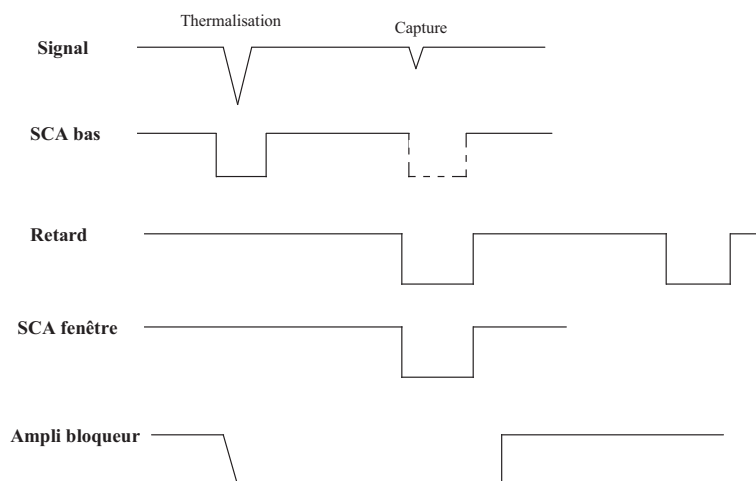 Thermalisation
Capture
Signal
SCA bas
Retard
SCA fenêtre
Ampli bloqueur